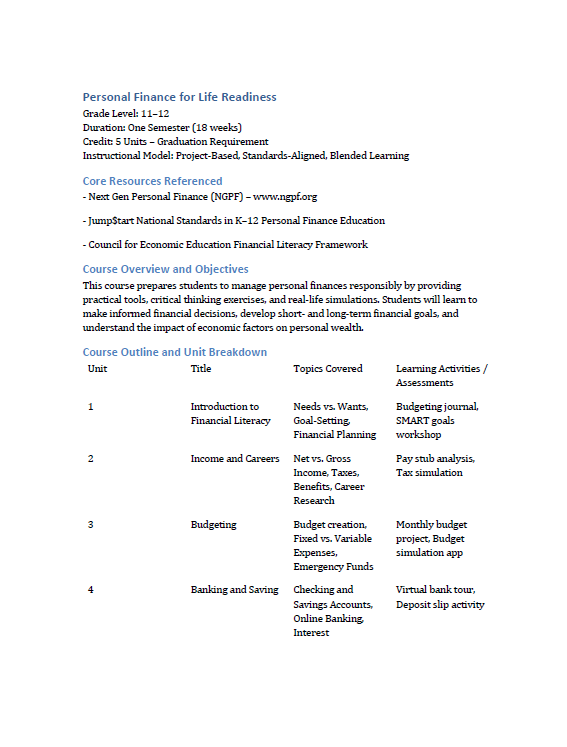 Personal Finance for Life Readiness
Grade Level: 11–12
Duration: One Semester (18 weeks)
Credit: 5 Units – Graduation Requirement
Instructional Model: Project-Based, Standards-Aligned, Blended Learning
Core Resources Referenced
- Next Gen Personal Finance (NGPF) – www.ngpf.org
- Jump$tart National Standards in K–12 Personal Finance Education
- Council for Economic Education Financial Literacy Framework
Course Overview and Objectives
This course prepares students to manage personal finances responsibly by providing
practical tools, critical thinking exercises, and real-life simulations. Students will learn to
make informed financial decisions, develop short- and long-term financial goals, and
understand the impact of economic factors on personal wealth.
Course Outline and Unit Breakdown
Unit
Title
Topics Covered
Learning Activities /
Assessments
1
Introduction to
Financial Literacy
Needs vs. Wants,
Goal-Setting,
Financial Planning
Budgeting journal,
SMART goals
workshop
2
Income and Careers
Net vs. Gross
Income, Taxes,
Benefits, Career
Research
Pay stub analysis,
Tax simulation
3
Budgeting
Budget creation,
Fixed vs. Variable
Expenses,
Emergency Funds
Monthly budget
project, Budget
simulation app
4
Banking and Saving
Checking and
Savings Accounts,
Online Banking,
Interest
Virtual bank tour,
Deposit slip activity